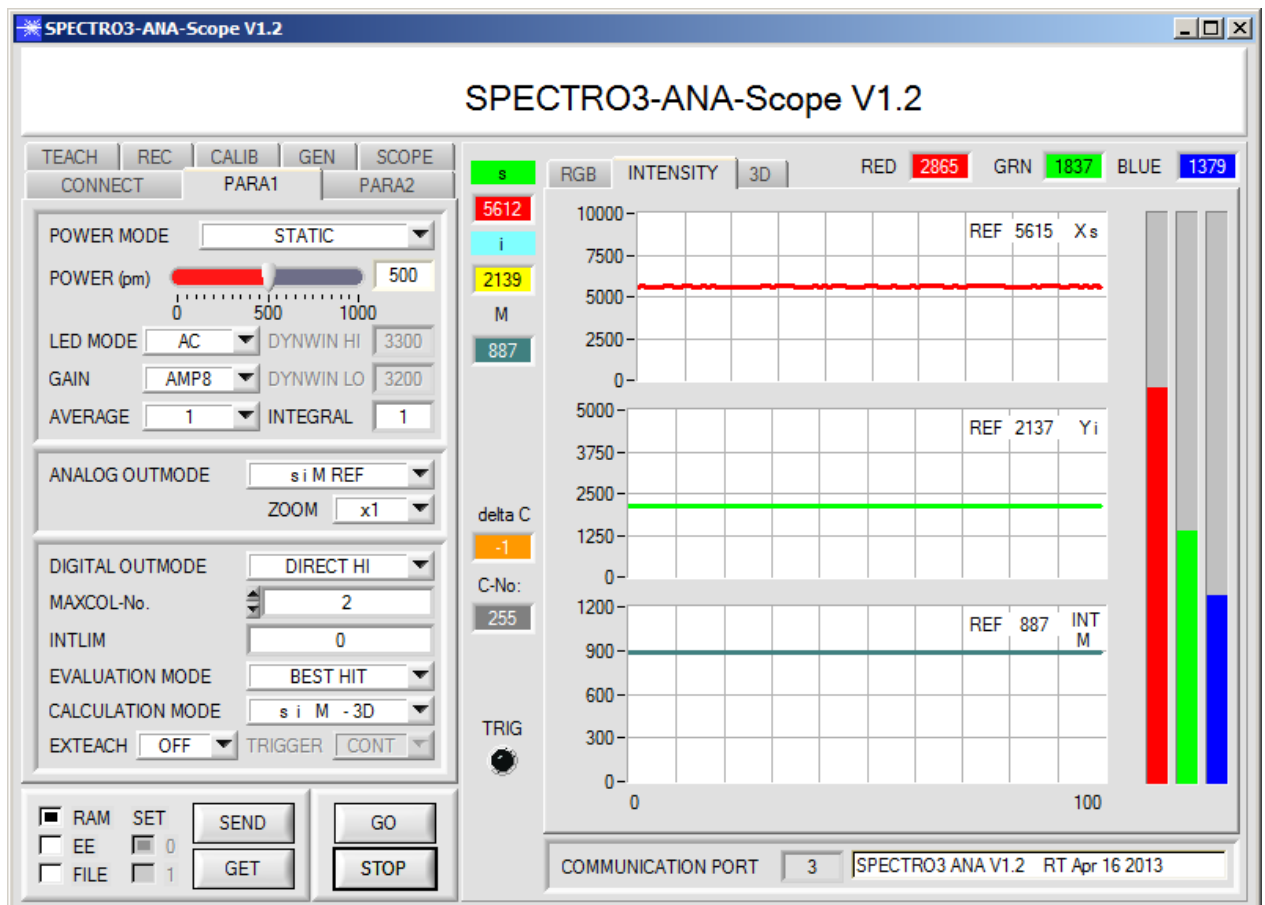 SPECTRO3-ANA-Scope V1.2
SPECTRO3-ANA-Scope V1.2
TEACH REC CALIB GEN SCOPE
CONNECT PARA1 PARA2
POWER MODE STATIC
POWER (pm) 500
0 500 1000
LED MODE AC DYNWIN HI 3300
GAIN AMP8 DYNWIN LO 3200
AVERAGE 1 INTEGRAL 1
ANALOG OUTMODE s i M REF
ZOOM x1
DIGITAL OUTMODE DIRECT HI
MAXCOL-No. 2
INTLIM 0
EVALUATION MODE BEST HIT
CALCULATION MODE s i M - 3D
EXTEACH OFF TRIGGER CONT
RAM SET SEND GO
EE 0
FILE 1 GET STOP
s
5612
i
2139
M
887
delta C
-1
C-No:
255
TRIG
RGB INTENSITY 3D RED 2865 GRN 1837 BLUE 1379
10000
REF 5615 Xs
7500
5000
2500
0
5000
REF 2137 Yi
3750
2500
1250
0
1200
REF 887 INT
M
900
600
300
0
0 100
COMMUNICATION PORT 3 SPECTRO3 ANA V1.2 RT Apr 16 2013